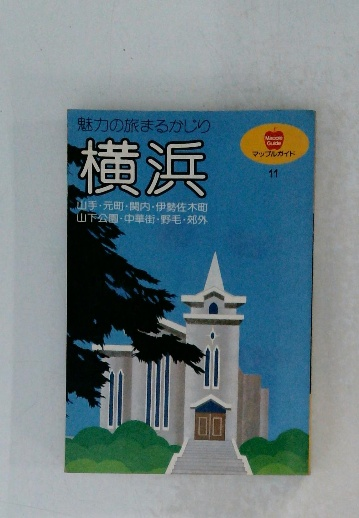 魅力の旅まるかじり
横浜
山手・元町・関内・伊勢佐木町
山下公園・中華街・野毛・郊外
Mapple
Guide
マップルガイド
11